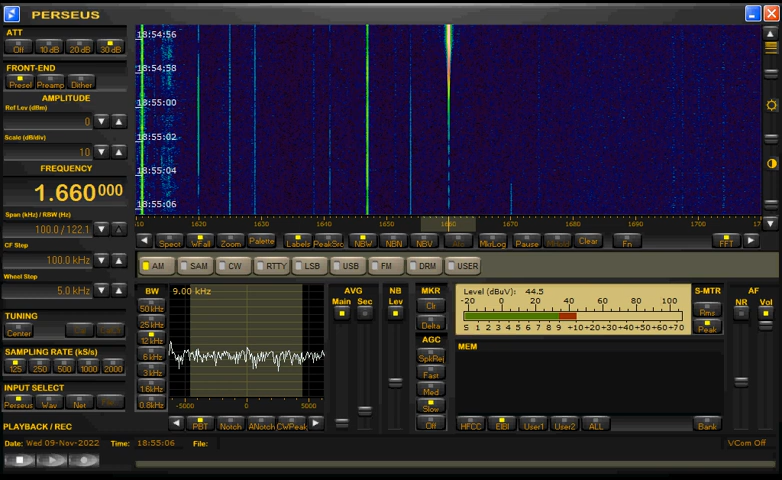 PERSEUS
ATT
Off 10 dB 20 dB 30 dB
FRONT-END
Presel Preamp Dither
AMPLITUDE
Ref Lev (dBm)
0
Scale (dB/div)
10
FREQUENCY
1.660000
Span (kHz) / RBW (Hz)
100.0 / 122.1
CF Step
100.0 kHz
Wheel Step
5.0 kHz
TUNING
Center
SAMPLING RATE (kS/s)
125 250 500 1000 2000
INPUT SELECT
Perseus Wav Net
PLAYBACK / REC
Date: Wed 09-Nov-2022 Time: 18:55:06 File:
VCom Off
18:54:56
18:54:58
18:55:00
18:55:02
18:55:04
18:55:06
10 1620 1630 1640 1650 1660 1670 1680 1690 1700
Spect WFall Zoom Palette Labels PeakSrc NBW NBN NBV MkrLog Pause MHold Clear Fn FFT
AM SAM CW RTTY LSB USB FM DRM USER
BW
50 kHz
25 kHz
12 kHz
6 kHz
3 kHz
1.6kHz
0.8kHz
9.00 kHz
-5000 0 5000
PBT Notch ANotch CWPeak
AVG
Main Sec
NB
Lev
MKR
Clr
Delta
AGC
SpkRej
Fast
Med
Slow
Off
Level (dBuV) 44.5
-20 0 20 40 60 80 100
S 1 2 3 4 5 6 7 8 9 +10 +20 +30 +40 +50 +60 +70
S-MTR
Rms
Peak
AF
NR Vol
MEM
HFCC EIBI User1 User2 ALL Bank